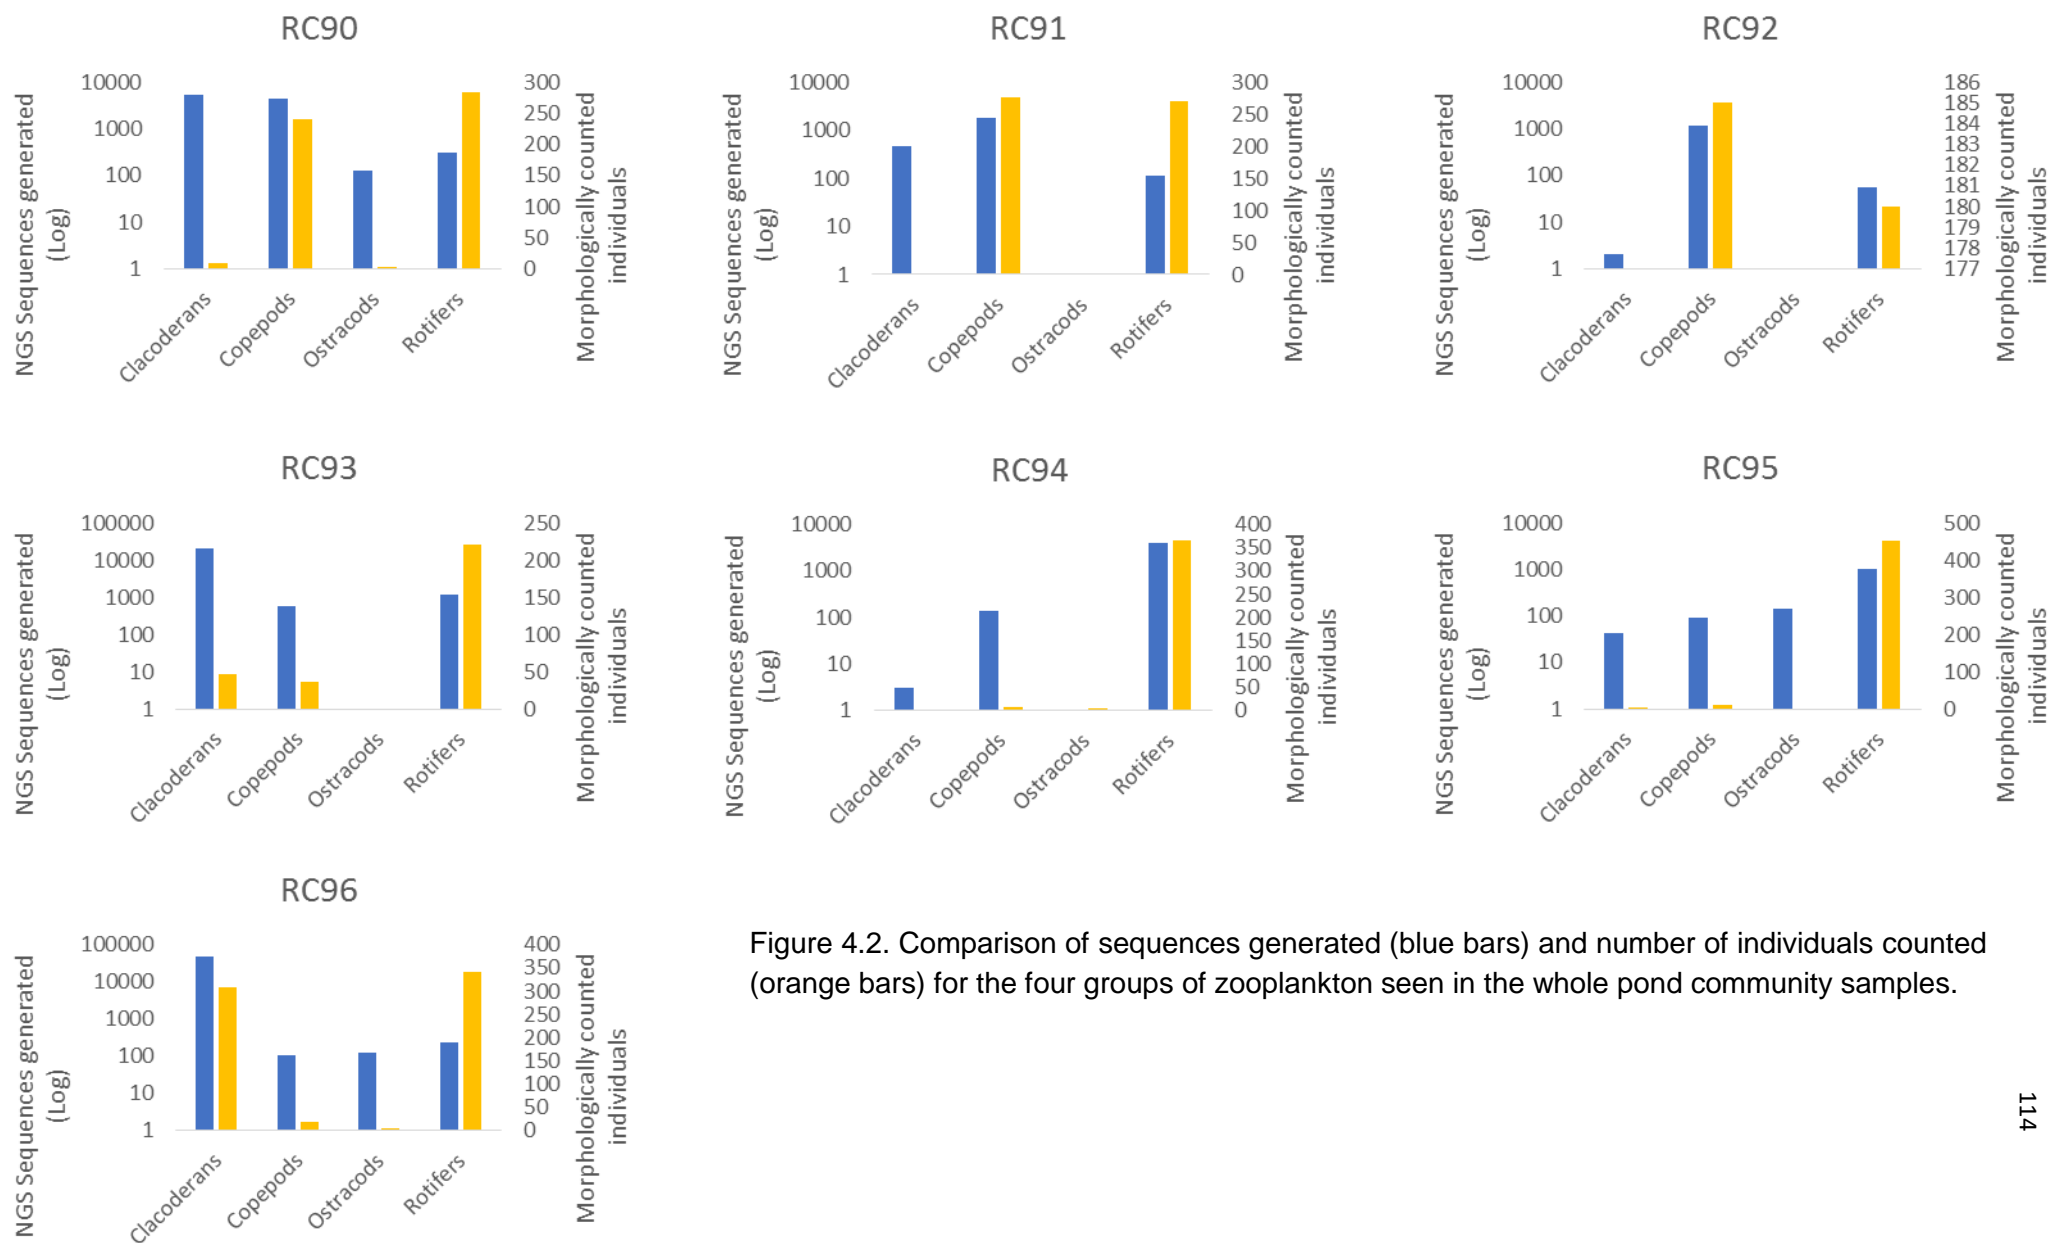 RC90
NGS Sequences generated
(Log)
10000
1000
100
10
1
300
250
200
150
100
50
0
Morphologically counted
individuals
Clacoderans
Copepods
Ostracods
Rotifers
RC91
NGS Sequences generated
(Log)
10000
1000
100
10
1
300
250
200
150
100
50
0
Morphologically counted
individuals
Clacoderans
Copepods
Ostracods
Rotifers
RC92
NGS Sequences generated
(Log)
10000
1000
100
10
1
186
185
184
183
182
181
180
179
178
177
Morphologically counted
individuals
Clacoderans
Copepods
Ostracods
Rotifers
RC93
NGS Sequences generated
(Log)
100000
10000
1000
100
10
1
250
200
150
100
50
0
Morphologically counted
individuals
Clacoderans
Copepods
Ostracods
Rotifers
RC94
NGS Sequences generated
(Log)
10000
1000
100
10
1
400
350
300
250
200
150
100
50
0
Morphologically counted
individuals
Clacoderans
Copepods
Ostracods
Rotifers
RC95
NGS Sequences generated
(Log)
10000
1000
100
10
1
500
400
300
200
100
0
Morphologically counted
individuals
Clacoderans
Copepods
Ostracods
Rotifers
RC96
NGS Sequences generated
(Log)
100000
10000
1000
100
10
1
400
350
300
250
200
150
100
50
0
Morphologically counted
individuals
Clacoderans
Copepods
Ostracods
Rotifers
Figure 4.2. Comparison of sequences generated (blue bars) and number of individuals counted
(orange bars) for the four groups of zooplankton seen in the whole pond community samples.
114